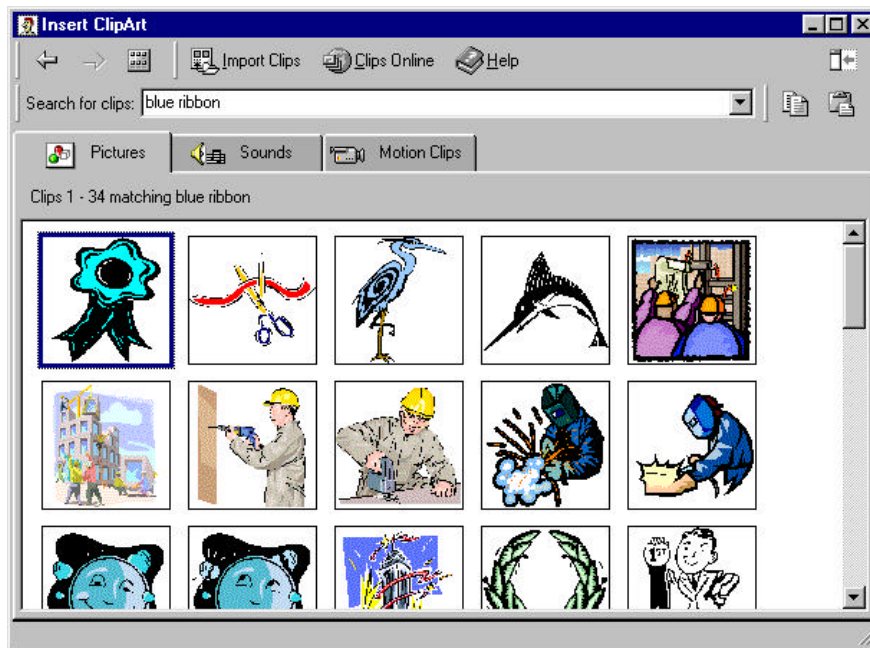 Insert ClipArt
Import Clips Clips Online Help
Search for clips: blue ribbon
Pictures Sounds Motion Clips
Clips 1 - 34 matching blue ribbon
1ST